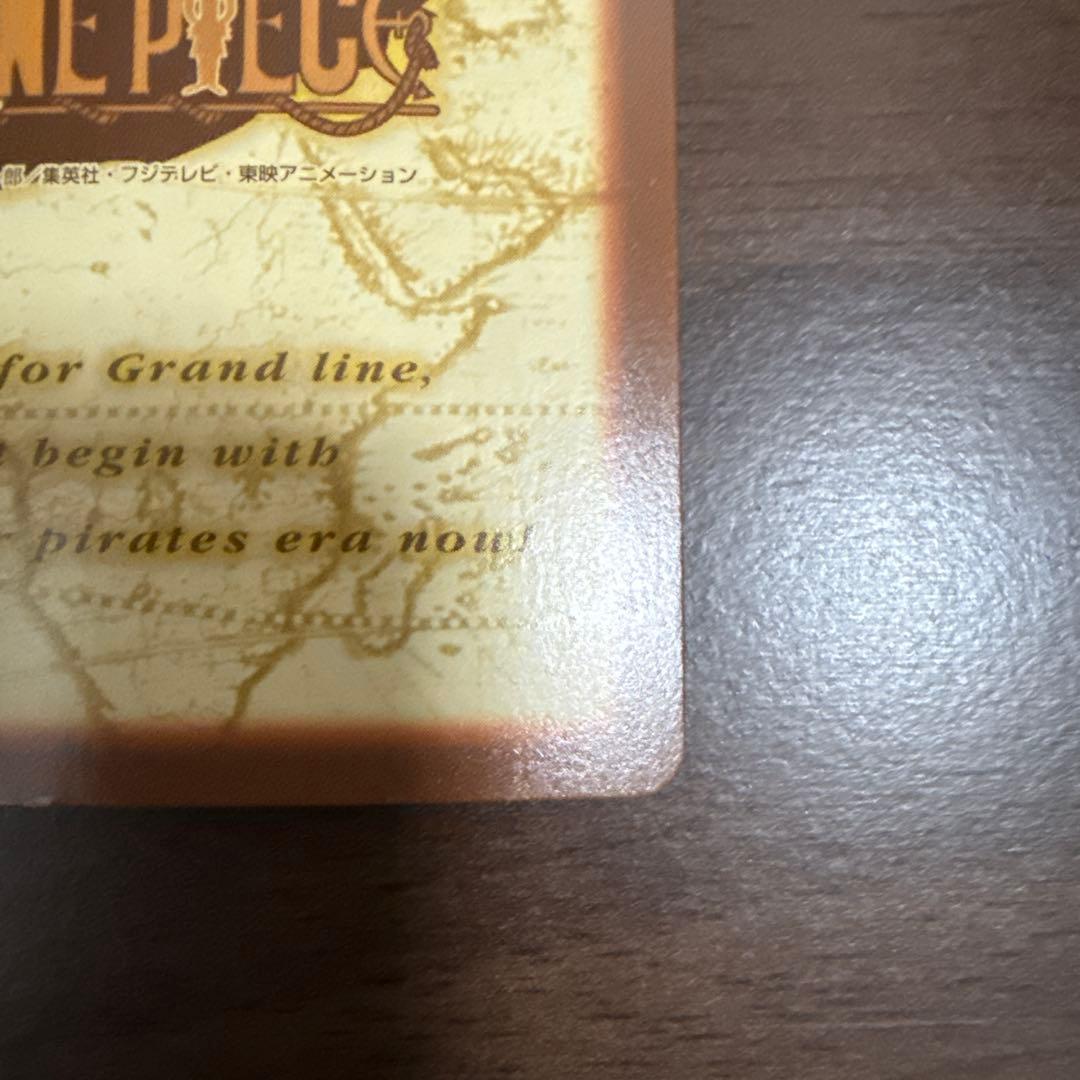 NE PIECE
郎/集英社・フジテレビ・東映アニメーション
for Grand line,
t begin with
r pirates era now!